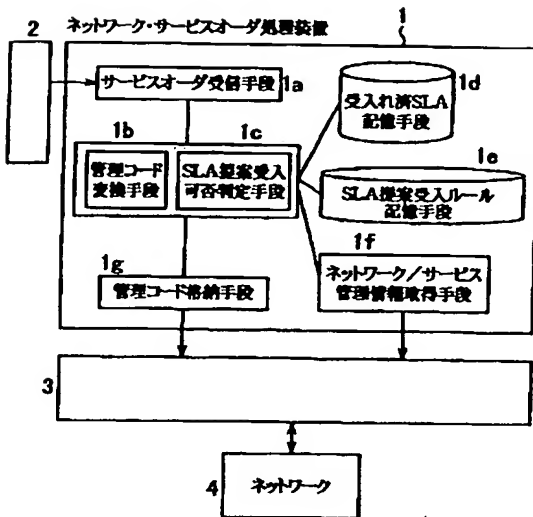 ネットワーク・サービスオーダ処理装置
1
2
サービスオーダ受信手段
1a
1d
受入れ済SLA
記憶手段
1b
管理コード
変換手段
1c
SLA提案受入
可否判定手段
1e
SLA提案受入ルール
記憶手段
1f
ネットワーク/サービス
管理情報取得手段
1g
管理コード格納手段
3
4
ネットワーク